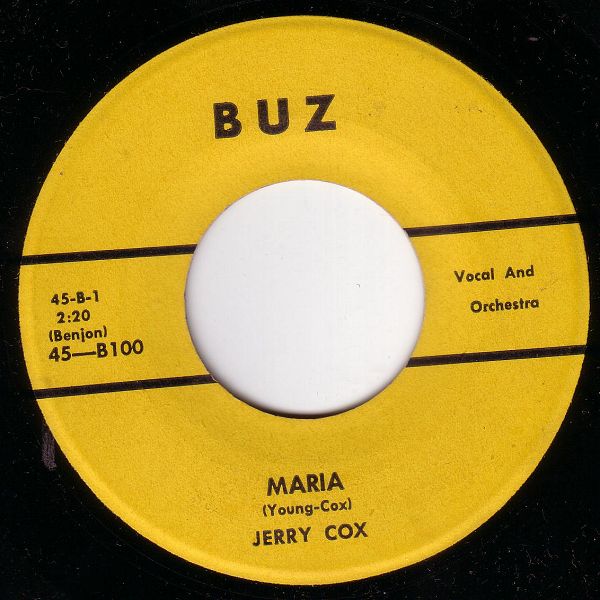 BUZ
45-B-1
2:20
(Benjon)
45—B100
Vocal And
Orchestra
MARIA
(Young-Cox)
JERRY COX